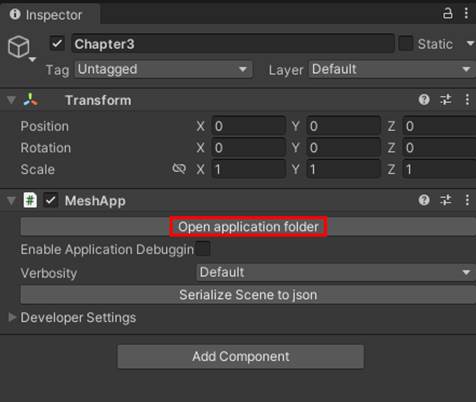 Inspector
Chapter3 Static
Tag Untagged Layer Default
Transform
Position X 0 Y 0 Z 0
Rotation X 0 Y 0 Z 0
Scale X 1 Y 1 Z 1
# MeshApp
Open application folder
Enable Application Debuggin
Verbosity Default
Serialize Scene to json
Developer Settings
Add Component